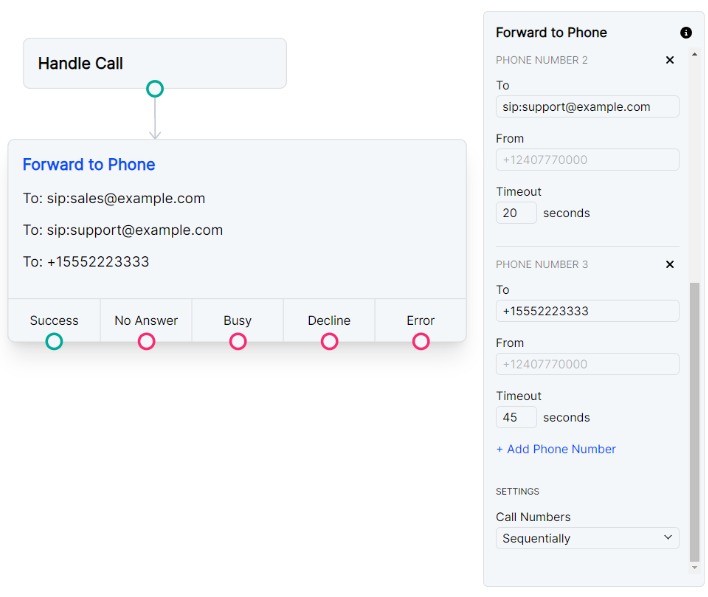 Handle Call
Forward to Phone
To: sip:sales@example.com
To: sip:support@example.com
To: +15552223333
Success No Answer Busy Decline Error
Forward to Phone
PHONE NUMBER 2
To
sip:support@example.com
From
+12407770000
Timeout
20 seconds
PHONE NUMBER 3
To
+15552223333
From
+12407770000
Timeout
45 seconds
+ Add Phone Number
SETTINGS
Call Numbers
Sequentially